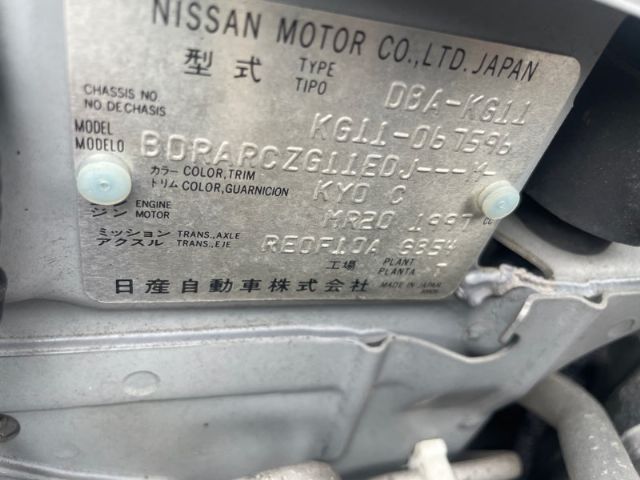 NISSAN MOTOR CO.,LTD. JAPAN
型式 TYPE TIPO DBA-KG11
CHASSIS NO. NO. DE CHASIS KG11-067596
MODEL MODELO BDRARCZG11EDJ---M-
カラー COLOR, TRIM トリム COLOR, GUARNICION KY0 C
エンジン ENGINE MOTOR MR20 1997 CC
ミッション TRANS., AXLE アクスル TRANS., EJE RE0F10A GB54
工場 PLANT PLANTA T
日産自動車株式会社 MADE IN JAPAN